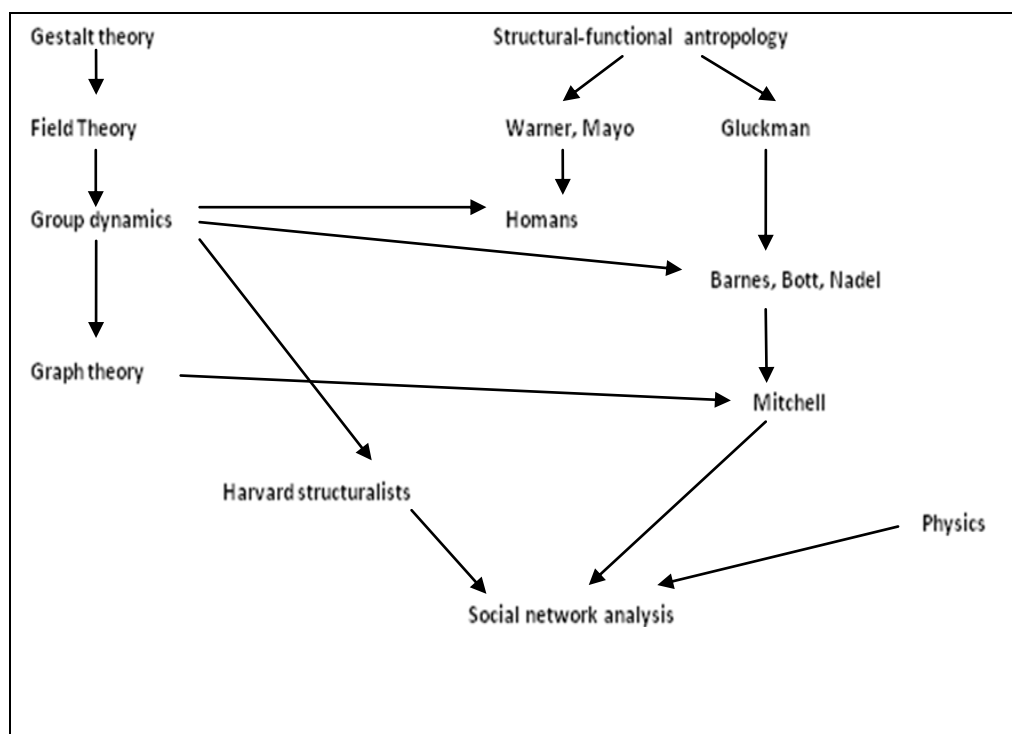 Gestalt theory
Structural-functional antropology
Field Theory
Warner, Mayo
Gluckman
Group dynamics
Homans
Barnes, Bott, Nadel
Graph theory
Mitchell
Harvard structuralists
Physics
Social network analysis